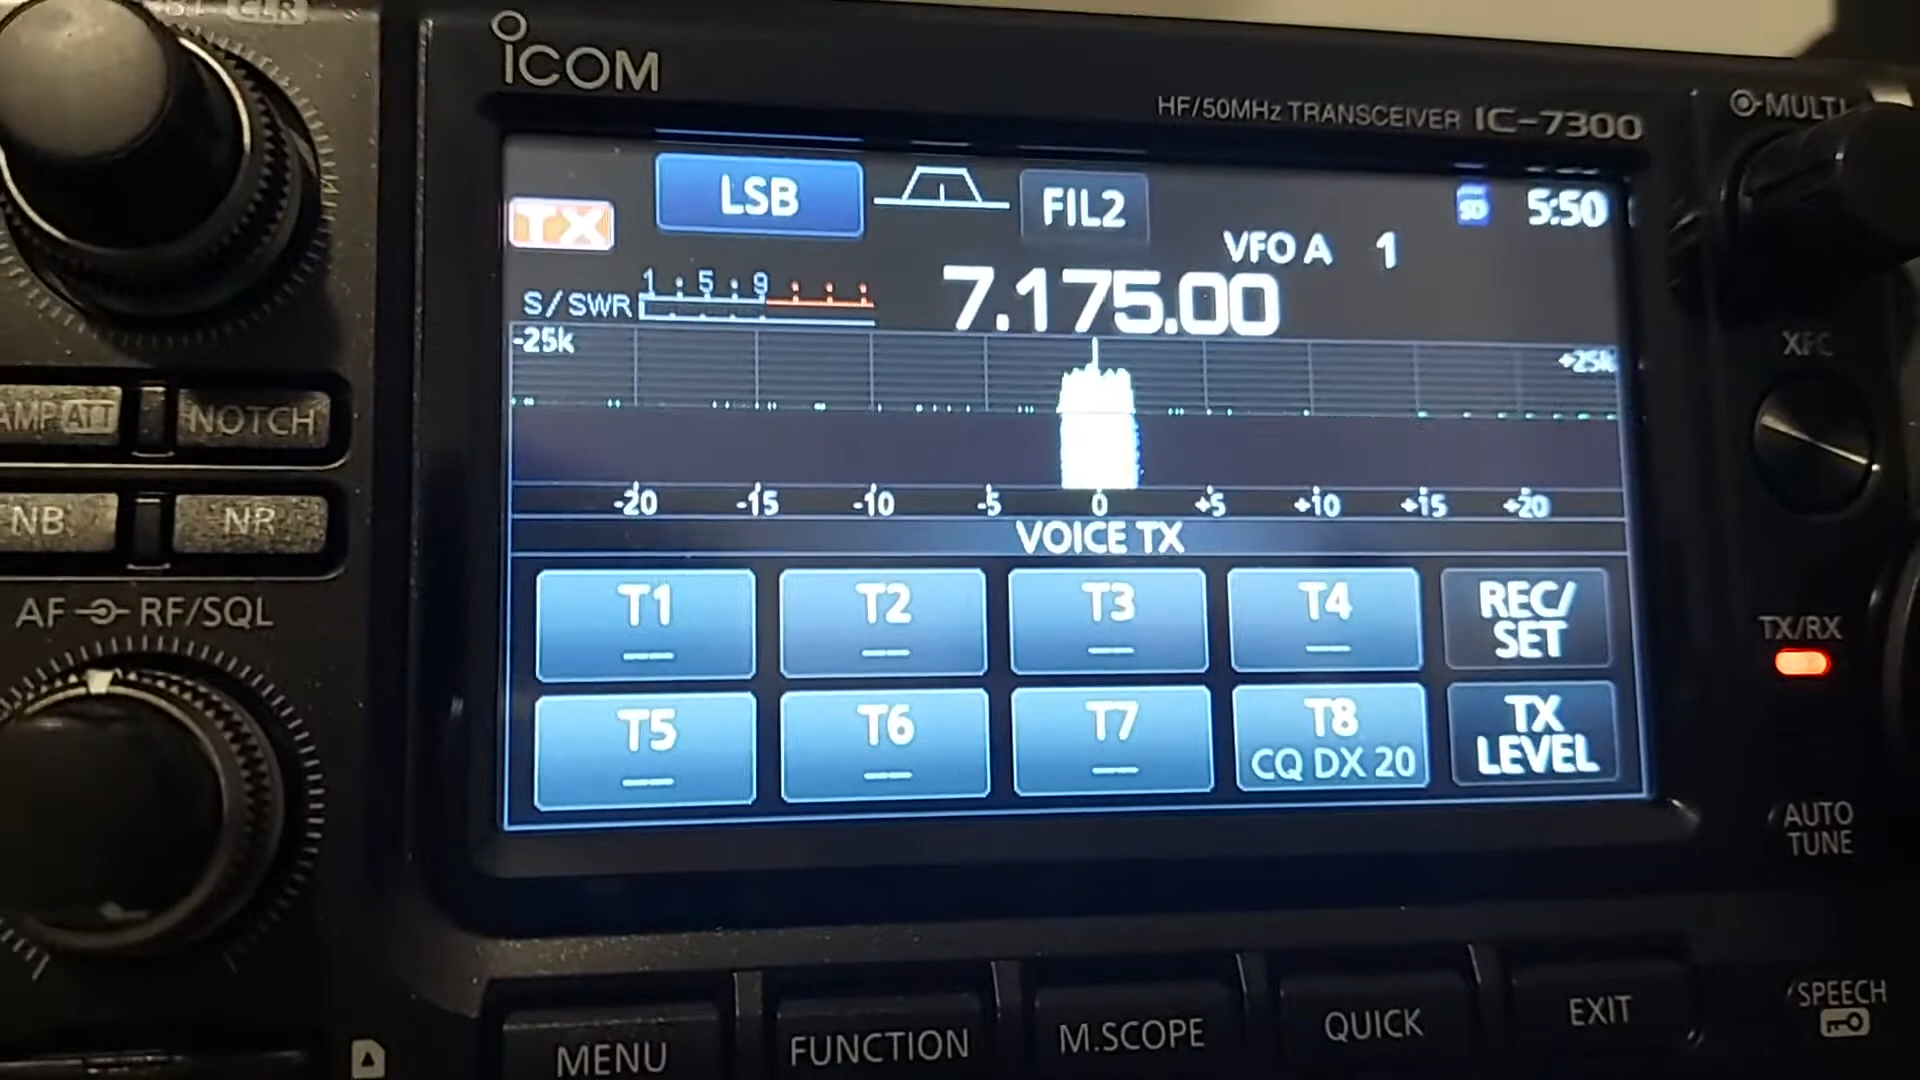 CLR
ICOM
HF/50MHz TRANSCEIVER IC-7300
MULTI
TX
LSB
FIL2
SD
5:50
VFO A 1
S/SWR 1 5 9
7.175.00
-25k
+25k
-20 -15 -10 -5 0 +5 +10 +15 +20
VOICE TX
T1
T2
T3
T4
REC/
SET
T5
T6
T7
T8
CQ DX 20
TX
LEVEL
AMP ATT
NOTCH
NB
NR
AF RF/SQL
XFC
TX/RX
AUTO
TUNE
SPEECH
MENU
FUNCTION
M.SCOPE
QUICK
EXIT